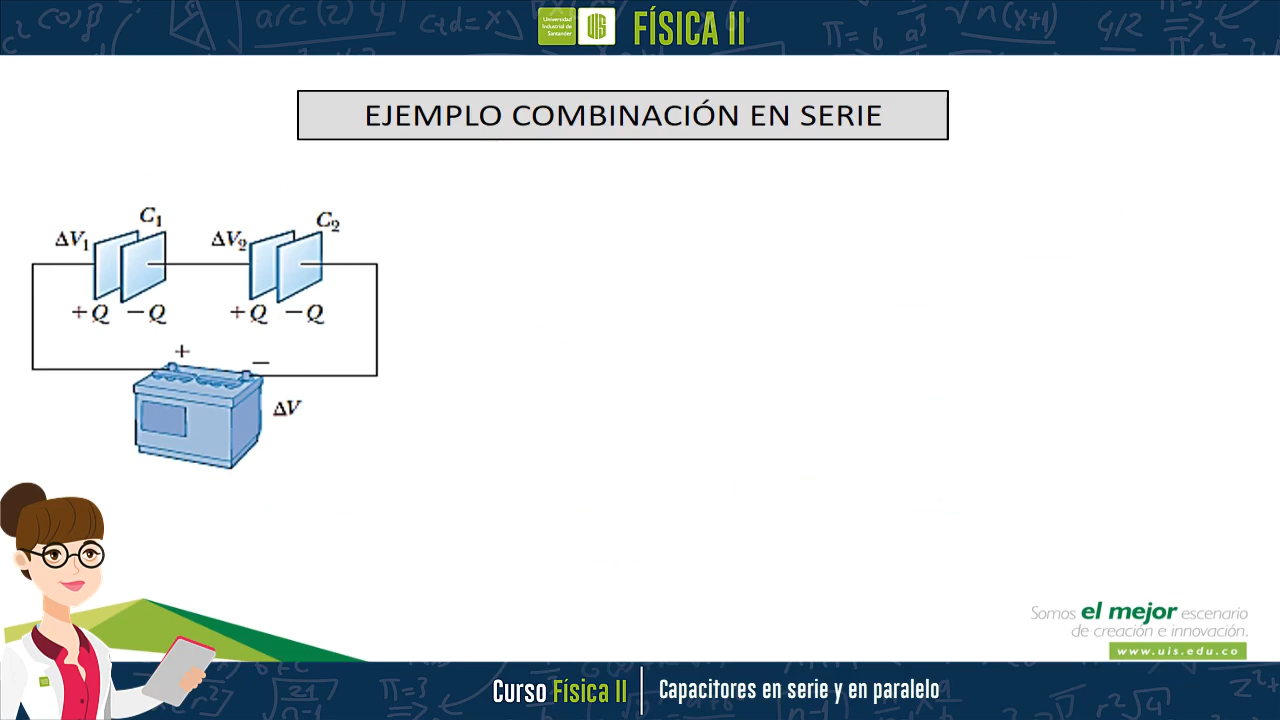 Universidad
Industrial de
Santander
UIS
FÍSICA II
EJEMPLO COMBINACIÓN EN SERIE
C₁
C₂
ΔV₁
ΔV₂
+Q −Q
+Q −Q
+
−
ΔV
Somos el mejor escenario
de creación e innovación.
www.uis.edu.co
Curso Física II
Capacitores en serie y en paralelo